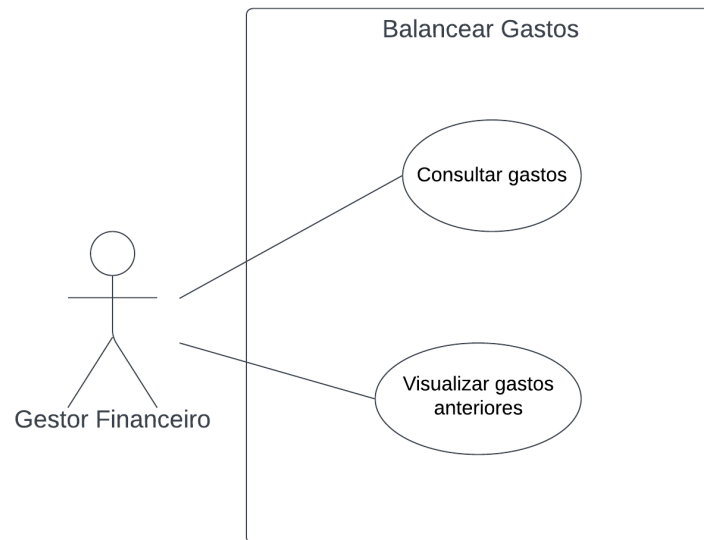 Balancear Gastos
Consultar gastos
Visualizar gastos
anteriores
Gestor Financeiro